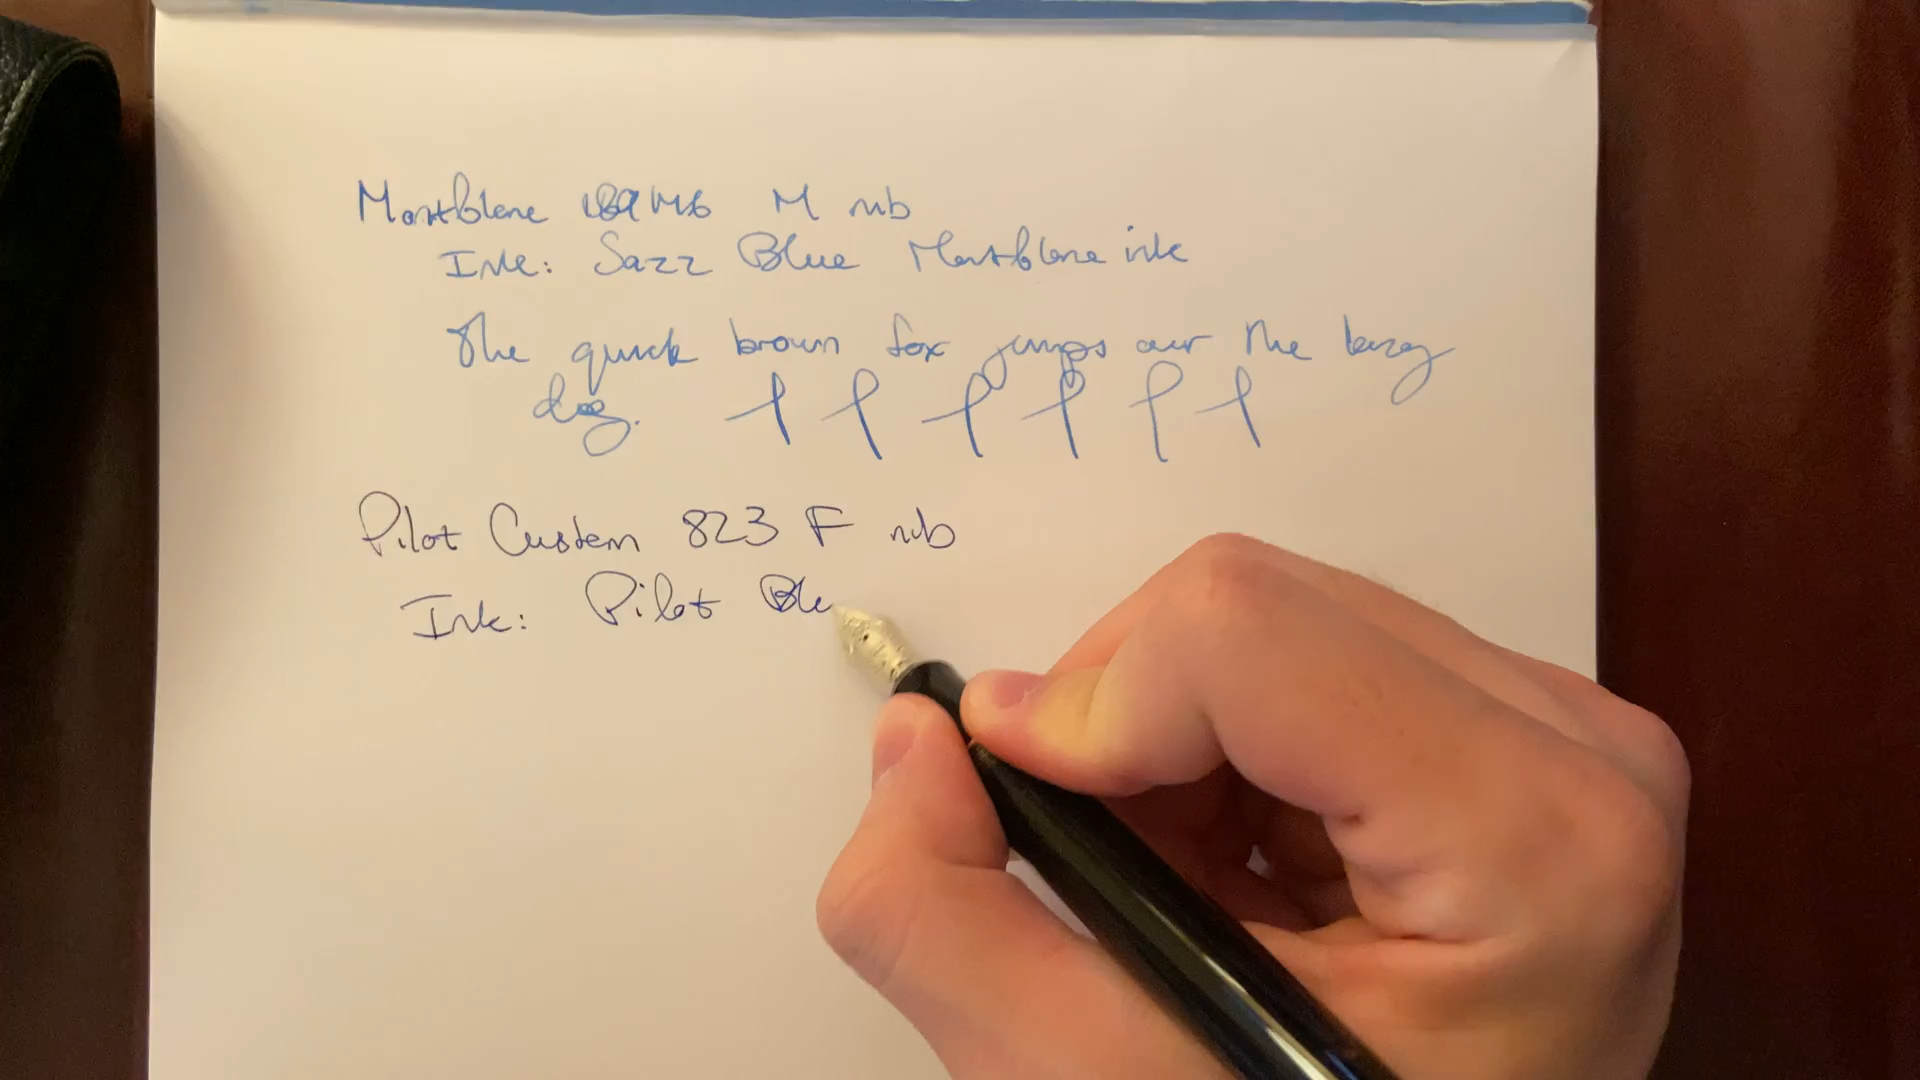 Montblanc M nib
Ink: Jazz Blue Montblanc ink
The quick brown fox jumps over the lazy
dog.
Pilot Custom 823 F nib
Ink: Pilot Blu